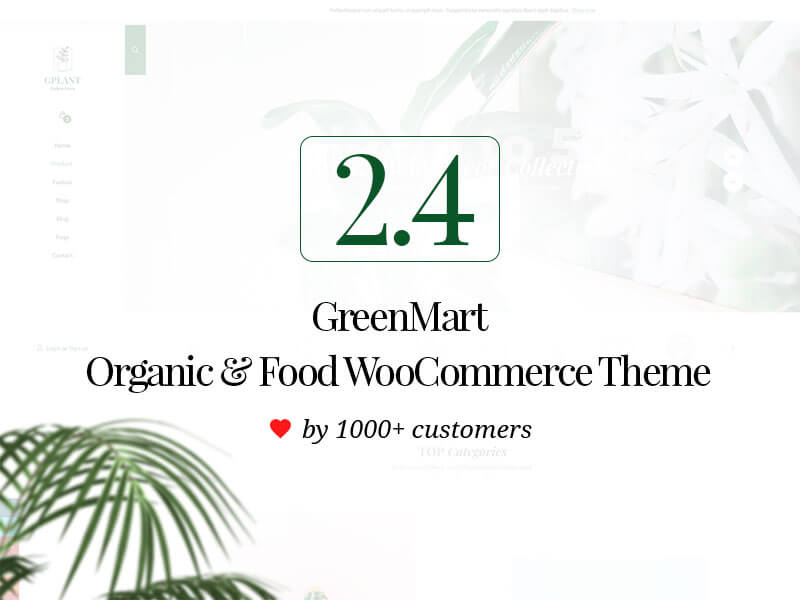 GPLANT
Home
Product
Fashion
Shop
Blog
Page
Contact
2.4
GreenMart
Organic & Food WooCommerce Theme
by 1000+ customers
TOP Categories